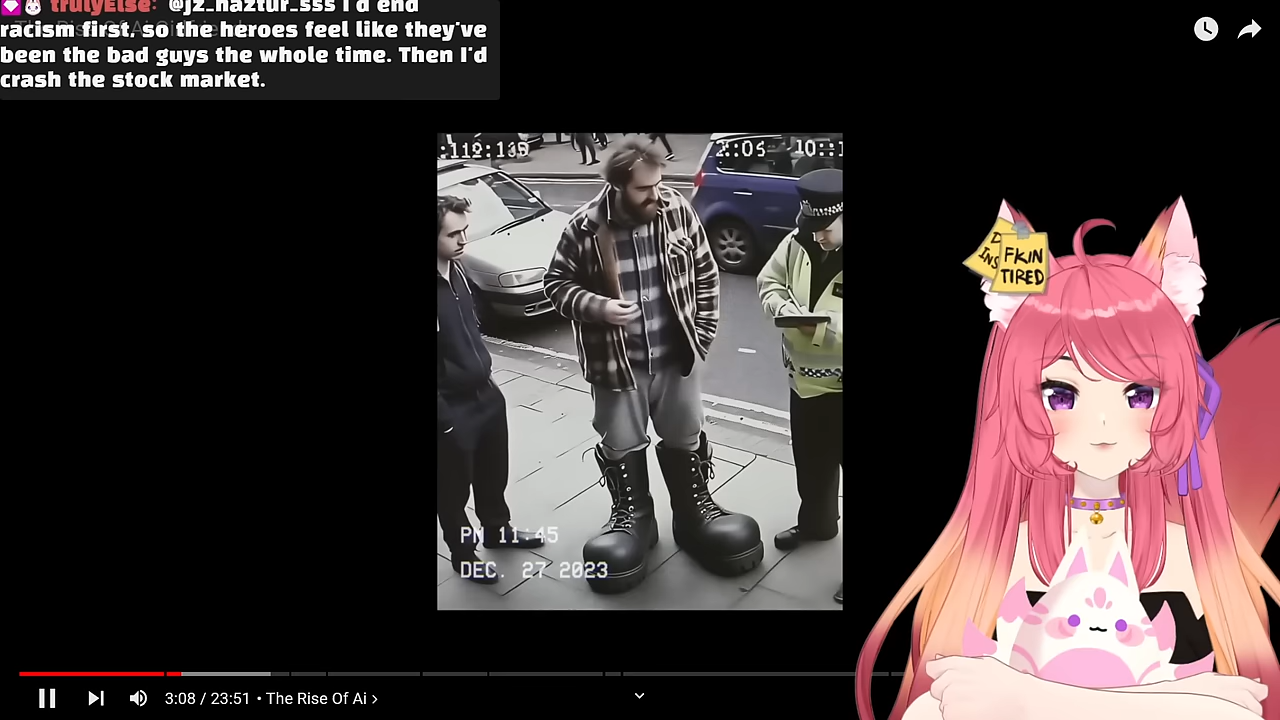 trulyElse: @jz_haztur_sss I'd end
racism first, so the heroes feel like they've
been the bad guys the whole time. Then I'd
crash the stock market.
FKIN
TIRED
PM 11:45
DEC. 27 2023
3:08 / 23:51 • The Rise Of Ai ›